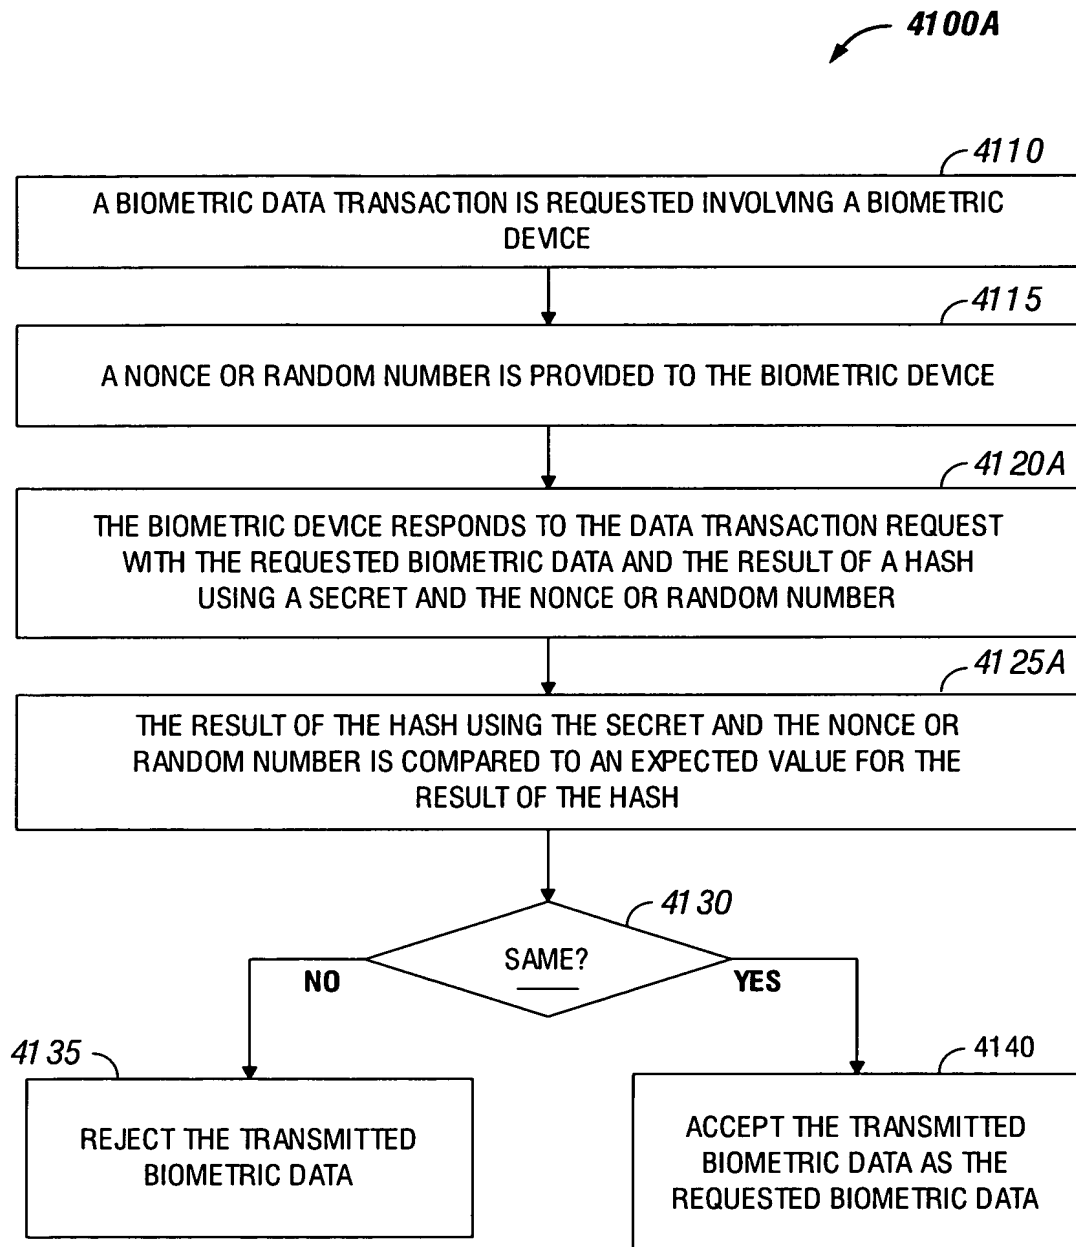 4100A
4110
A BIOMETRIC DATA TRANSACTION IS REQUESTED INVOLVING A BIOMETRIC
DEVICE
4115
A NONCE OR RANDOM NUMBER IS PROVIDED TO THE BIOMETRIC DEVICE
4120A
THE BIOMETRIC DEVICE RESPONDS TO THE DATA TRANSACTION REQUEST
WITH THE REQUESTED BIOMETRIC DATA AND THE RESULT OF A HASH
USING A SECRET AND THE NONCE OR RANDOM NUMBER
4125A
THE RESULT OF THE HASH USING THE SECRET AND THE NONCE OR
RANDOM NUMBER IS COMPARED TO AN EXPECTED VALUE FOR THE
RESULT OF THE HASH
4130
SAME?
NO
YES
4135
REJECT THE TRANSMITTED
BIOMETRIC DATA
4140
ACCEPT THE TRANSMITTED
BIOMETRIC DATA AS THE
REQUESTED BIOMETRIC DATA